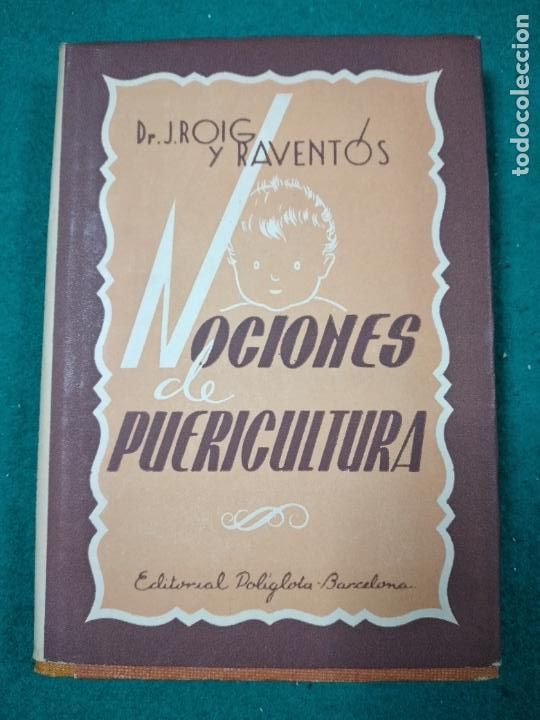 Dr. J. ROIG
Y RAVENTÓS
NOCIONES
de
PUERICULTURA
Editorial Políglota - Barcelona.
todocoleccion